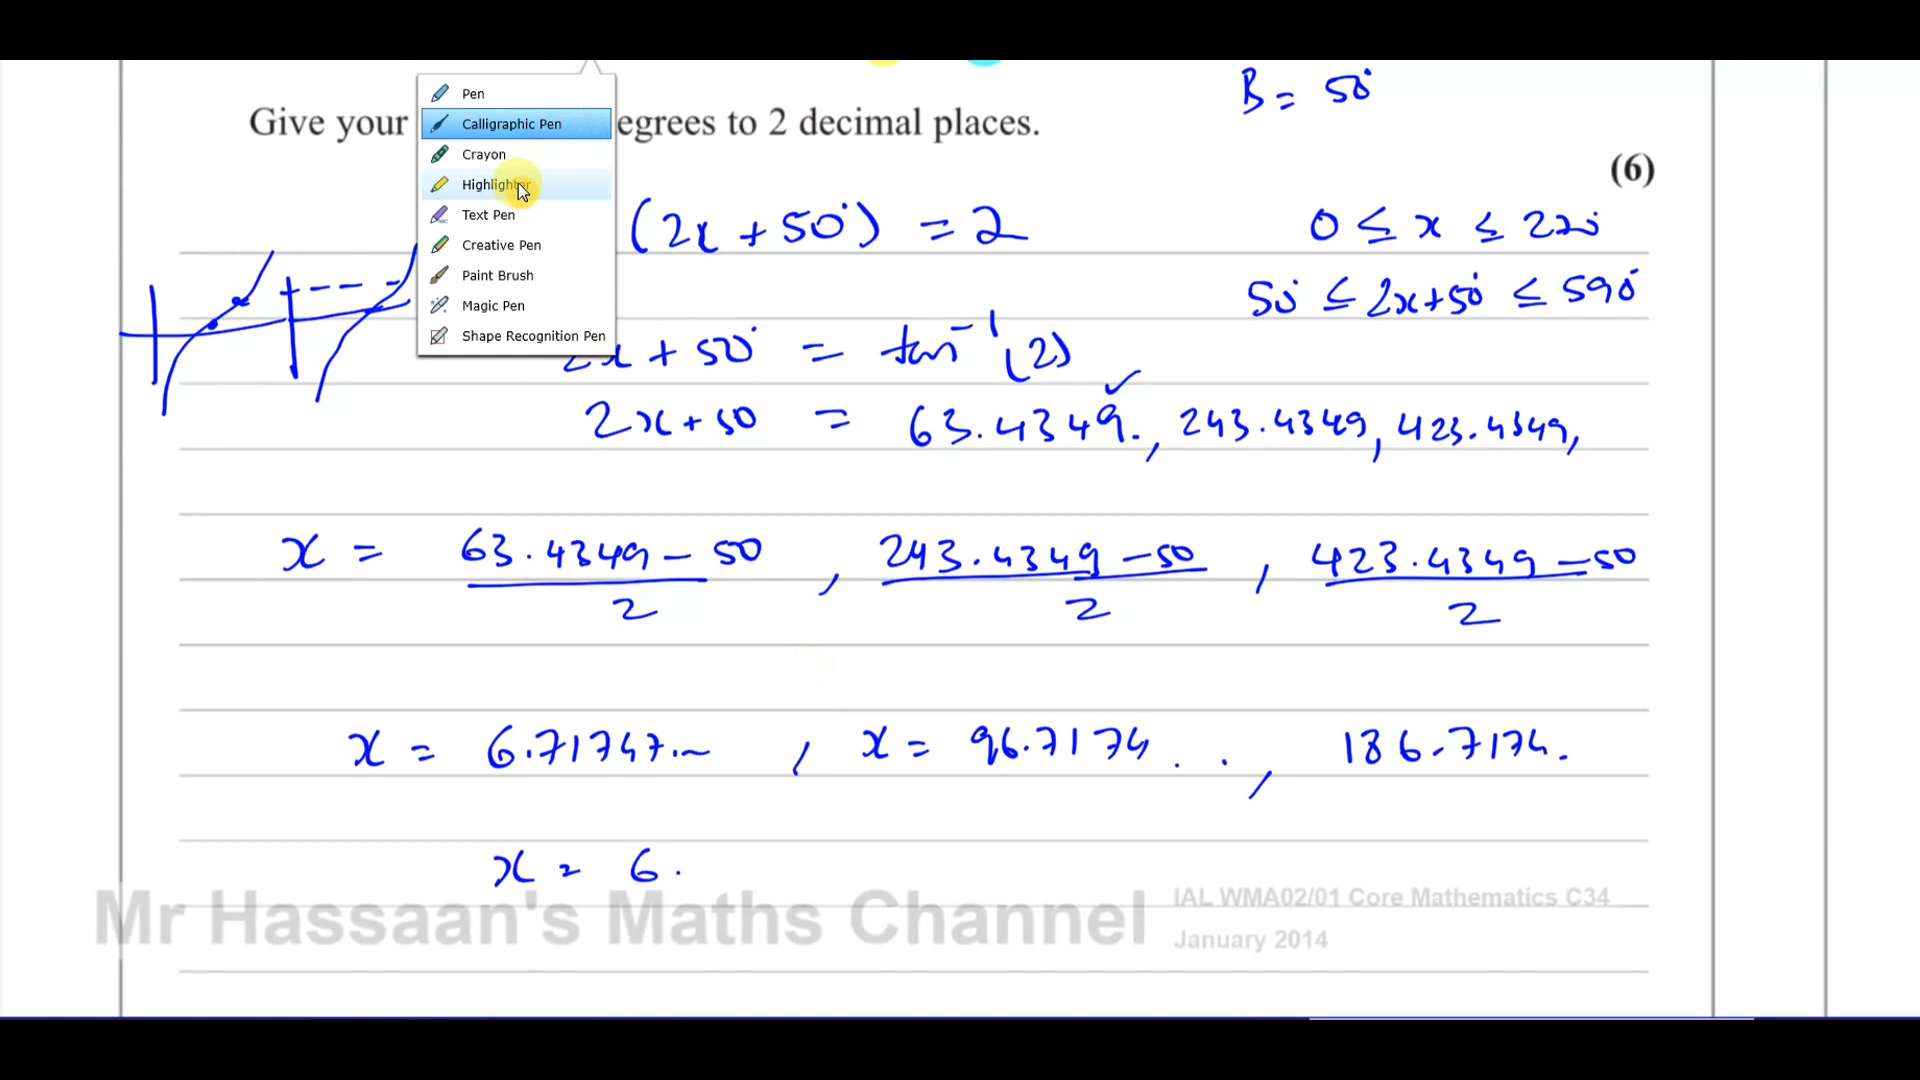 B = 50°
Give your egrees to 2 decimal places.
(6)
Pen
Calligraphic Pen
Crayon
Highlighter
Text Pen
Creative Pen
Paint Brush
Magic Pen
Shape Recognition Pen
(2x + 50°) = 2
0 ≤ x ≤ 220°
50° ≤ 2x+50° ≤ 590°
2x + 50° = tan⁻¹(2)
2x + 50 = 63.4349., 243.4349, 423.4349,
x = 63.4349 - 50 / 2 , 243.4349 - 50 / 2 , 423.4349 - 50 / 2
x = 6.71747... , x = 96.7174 . . , 186.7174.
x = 6.
Mr Hassaan's Maths Channel
IAL WMA02/01 Core Mathematics C34
January 2014